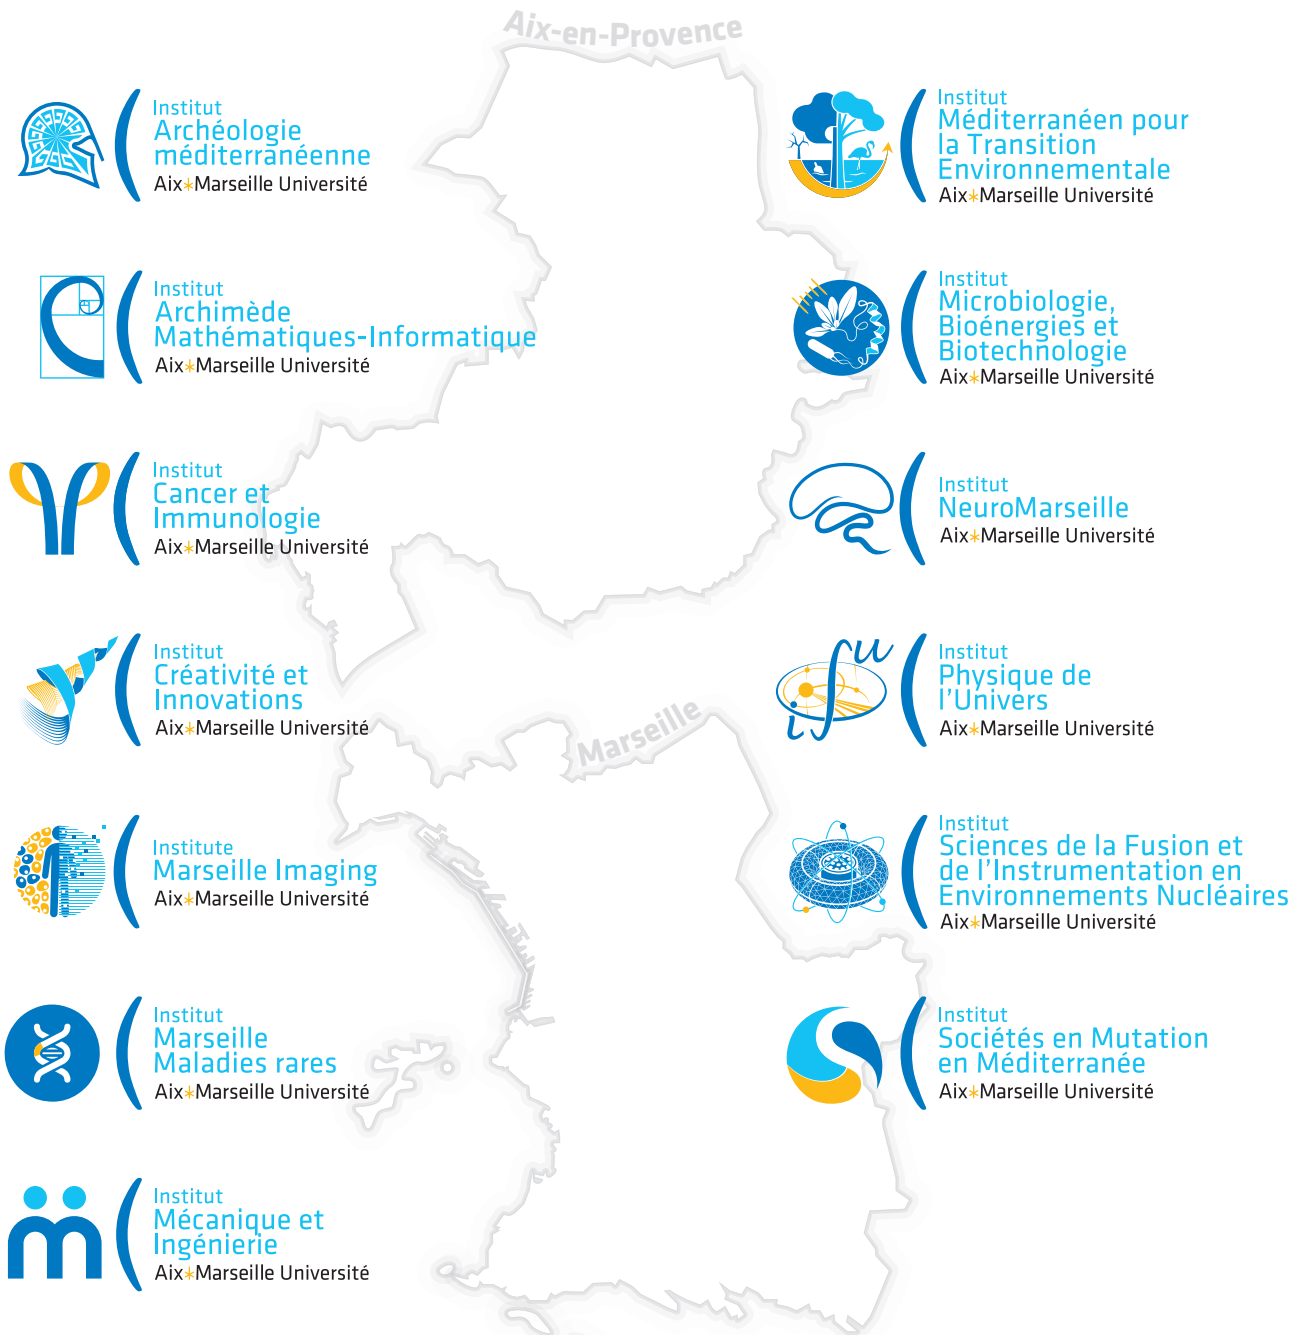 Aix-en-Provence
Institut
Archéologie
méditerranéenne
Aix*Marseille Université
Institut
Archimède
Mathématiques-Informatique
Aix*Marseille Université
Institut
Cancer et
Immunologie
Aix*Marseille Université
Institut
Créativité et
Innovations
Aix*Marseille Université
Institute
Marseille Imaging
Aix*Marseille Université
Institut
Marseille
Maladies rares
Aix*Marseille Université
Institut
Mécanique et
Ingénierie
Aix*Marseille Université
Marseille
Institut
Méditerranéen pour
la Transition
Environnementale
Aix*Marseille Université
Institut
Microbiologie,
Bioénergies et
Biotechnologie
Aix*Marseille Université
Institut
NeuroMarseille
Aix*Marseille Université
ifu
Institut
Physique de
l'Univers
Aix*Marseille Université
Institut
Sciences de la Fusion et
de l'Instrumentation en
Environnements Nucléaires
Aix*Marseille Université
Institut
Sociétés en Mutation
en Méditerranée
Aix*Marseille Université